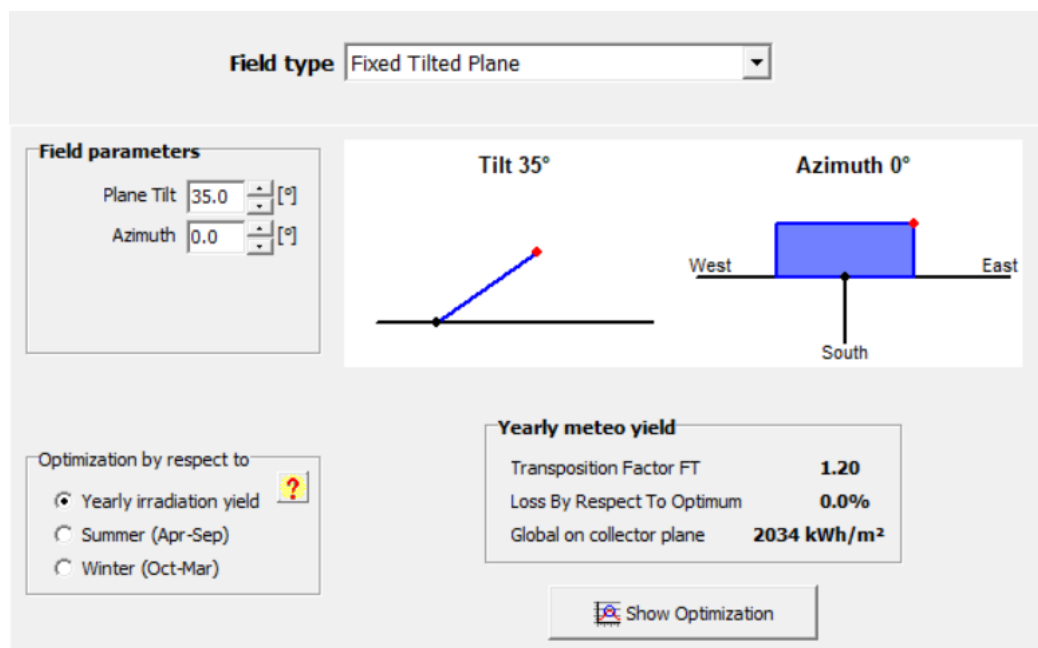 Field type Fixed Tilted Plane
Field parameters
Plane Tilt 35.0 [°]
Azimuth 0.0 [°]
Tilt 35°
Azimuth 0°
West
East
South
Optimization by respect to
?
Yearly irradiation yield
Summer (Apr-Sep)
Winter (Oct-Mar)
Yearly meteo yield
Transposition Factor FT 1.20
Loss By Respect To Optimum 0.0%
Global on collector plane 2034 kWh/m²
Show Optimization